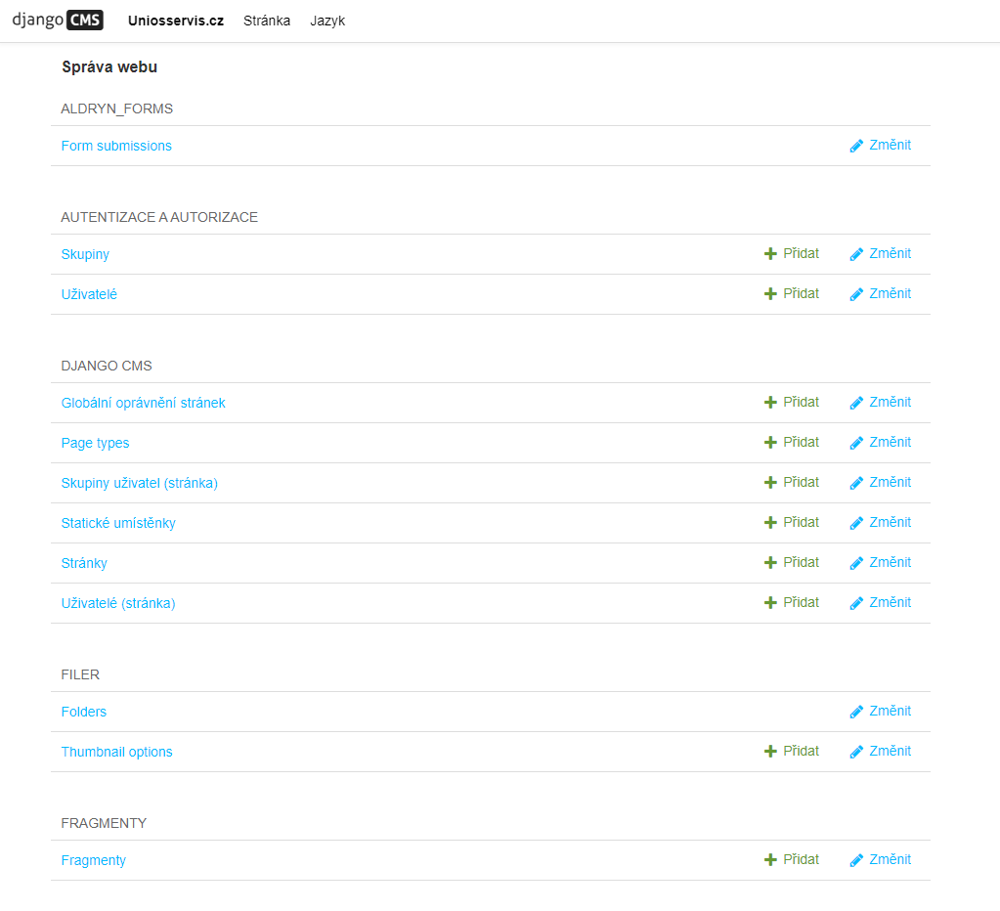 django CMS Uniosservis.cz Stránka Jazyk
Správa webu
ALDRYN_FORMS
Form submissions Změnit
AUTENTIZACE A AUTORIZACE
Skupiny Přidat Změnit
Uživatelé Přidat Změnit
DJANGO CMS
Globální oprávnění stránek Přidat Změnit
Page types Přidat Změnit
Skupiny uživatel (stránka) Přidat Změnit
Statické umístěnky Přidat Změnit
Stránky Přidat Změnit
Uživatelé (stránka) Přidat Změnit
FILER
Folders Změnit
Thumbnail options Přidat Změnit
FRAGMENTY
Fragmenty Přidat Změnit